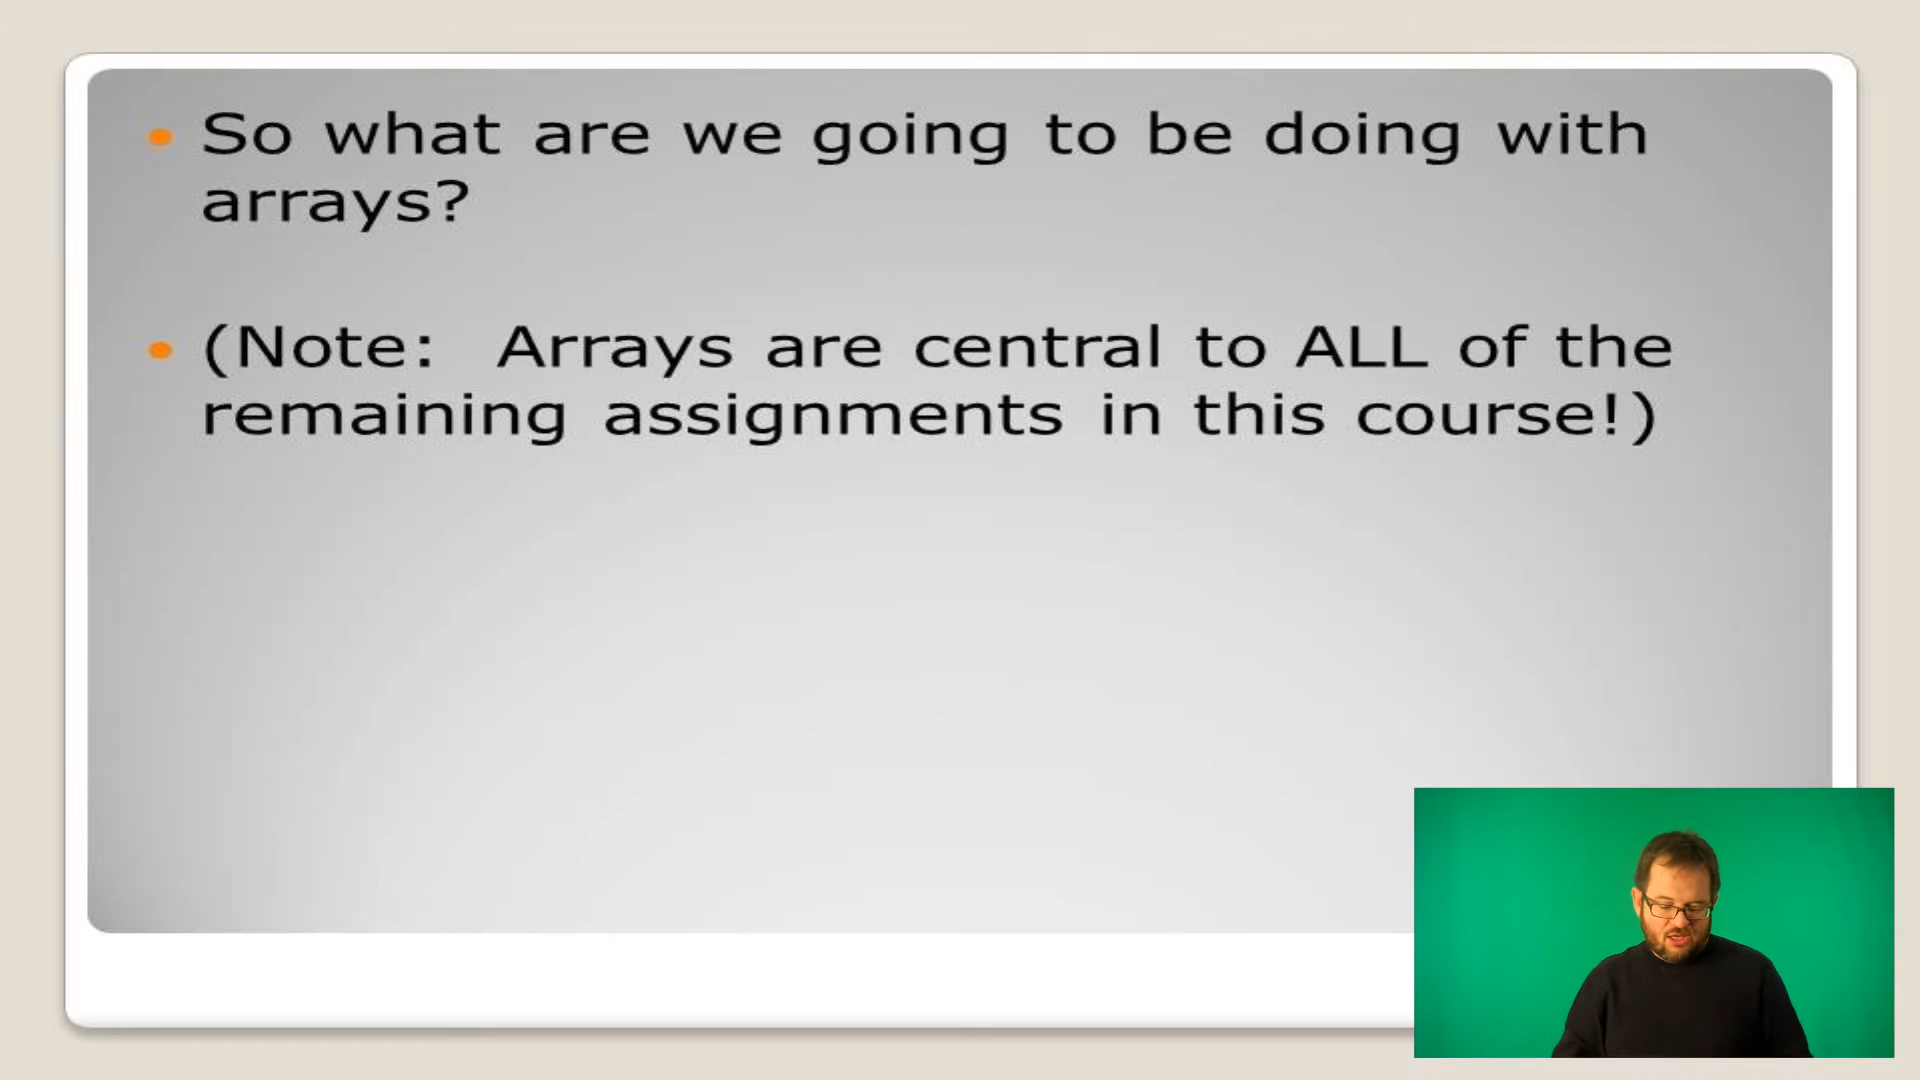 So what are we going to be doing with
arrays?
(Note: Arrays are central to ALL of the
remaining assignments in this course!)